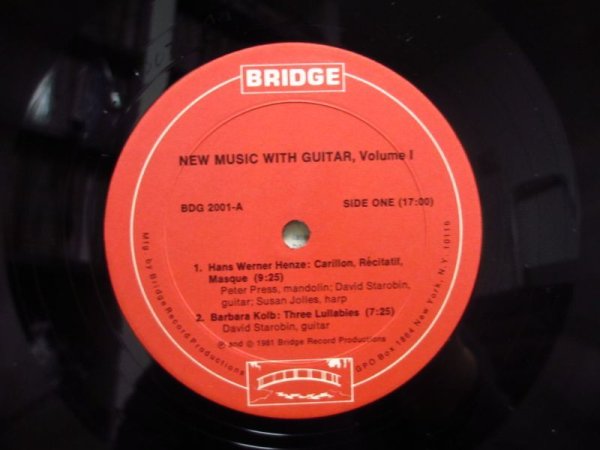 BRIDGE
NEW MUSIC WITH GUITAR, Volume I
BDG 2001-A
SIDE ONE (17:00)
1. Hans Werner Henze: Carillon, Récitatif,
Masque (9:25)
Peter Press, mandolin; David Starobin,
guitar; Susan Jolles, harp
2. Barbara Kolb: Three Lullabies (7:25)
David Starobin, guitar
℗ and © 1981 Bridge Record Productions
Mfg by Bridge Record Productions
GPO Box 1864 New York, N.Y. 10116